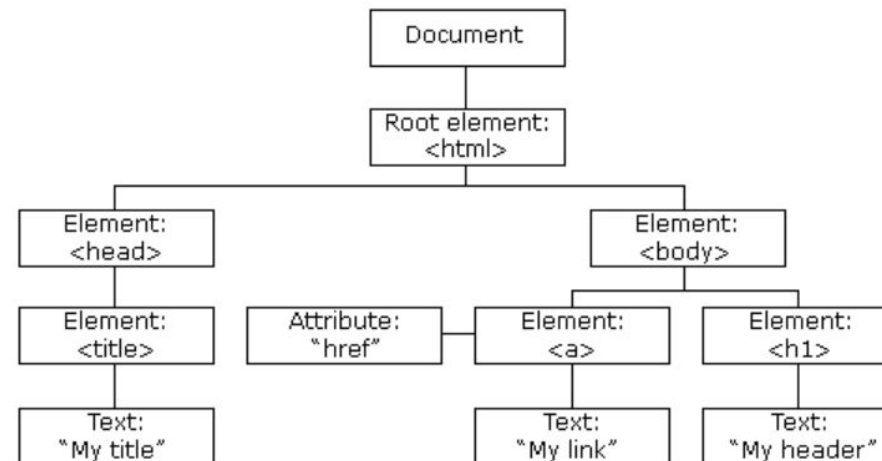 Document
Root element:
<html>
Element:
<head>
Element:
<body>
Element:
<title>
Attribute:
"href"
Element:
<a>
Element:
<h1>
Text:
"My title"
Text:
"My link"
Text:
"My header"